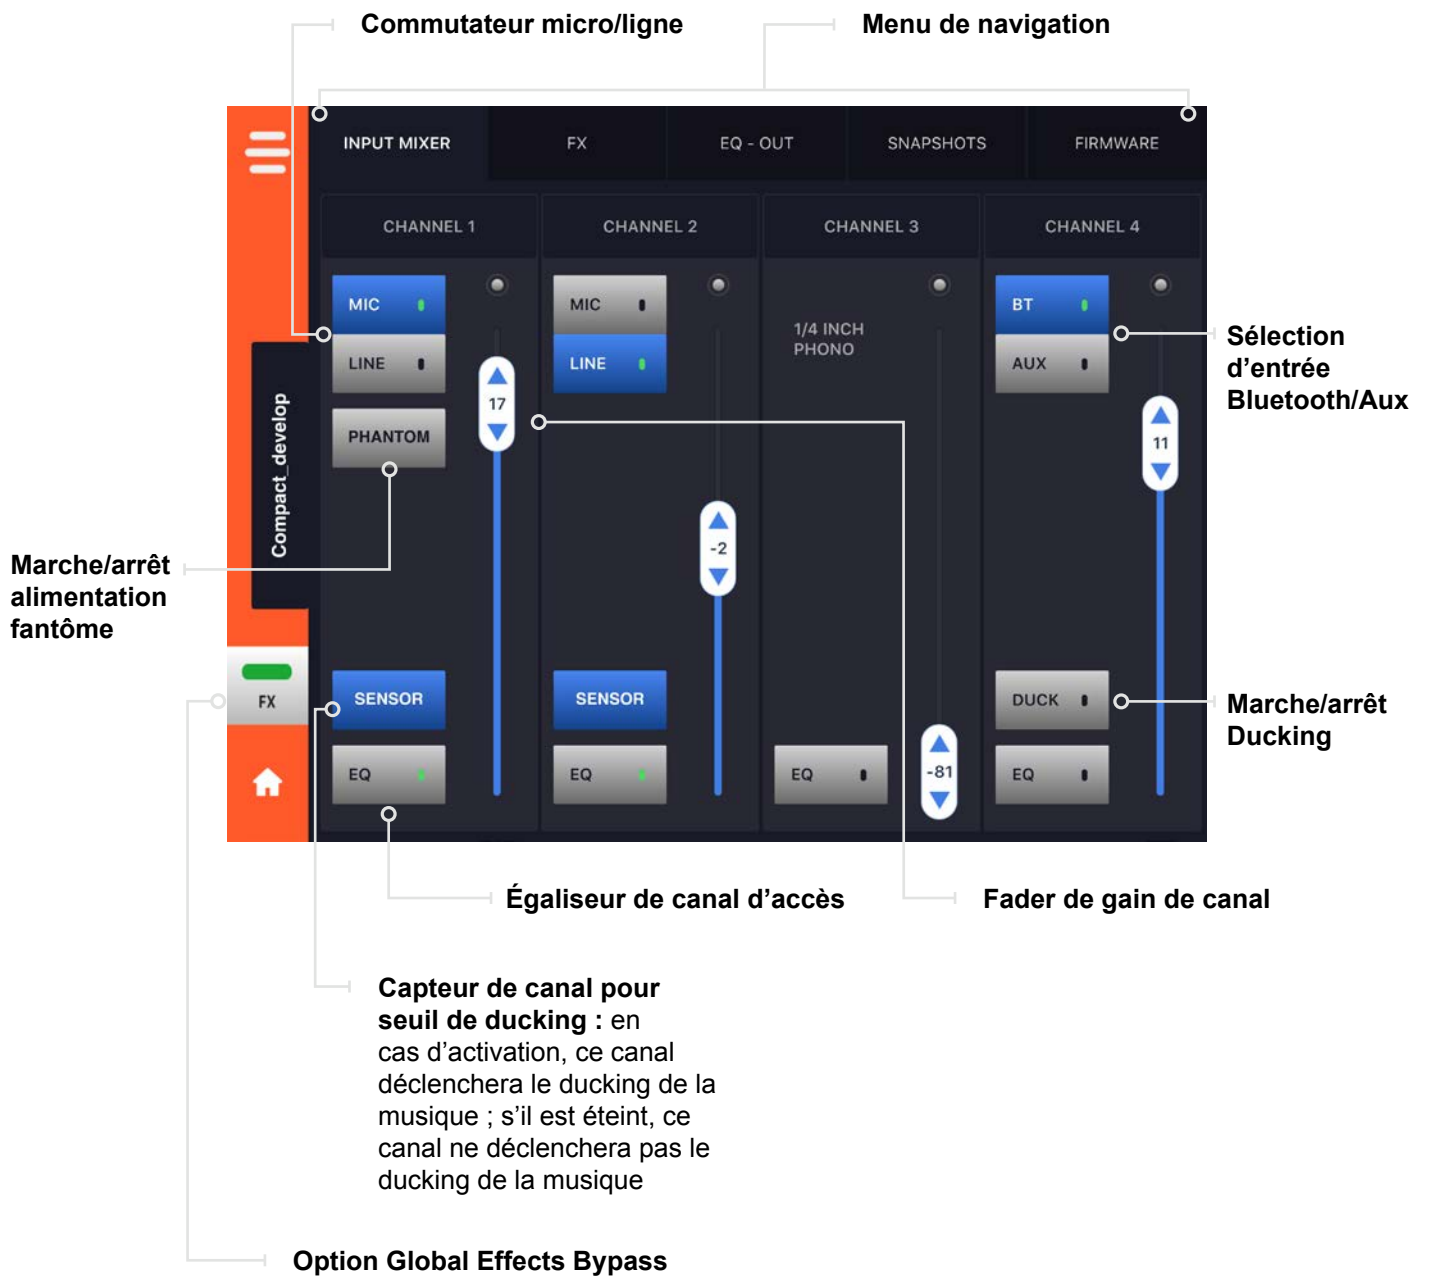 Commutateur micro/ligne
Menu de navigation
INPUT MIXER
FX
EQ - OUT
SNAPSHOTS
FIRMWARE
CHANNEL 1
CHANNEL 2
CHANNEL 3
CHANNEL 4
MIC
LINE
PHANTOM
17
SENSOR
EQ
MIC
LINE
-2
SENSOR
EQ
1/4 INCH
PHONO
EQ
-81
BT
AUX
11
DUCK
EQ
Compact_develop
FX
Sélection
d’entrée
Bluetooth/Aux
Marche/arrêt
alimentation
fantôme
Marche/arrêt
Ducking
Égaliseur de canal d’accès
Fader de gain de canal
Capteur de canal pour
seuil de ducking : en
cas d’activation, ce canal
déclenchera le ducking de la
musique ; s’il est éteint, ce
canal ne déclenchera pas le
ducking de la musique
Option Global Effects Bypass